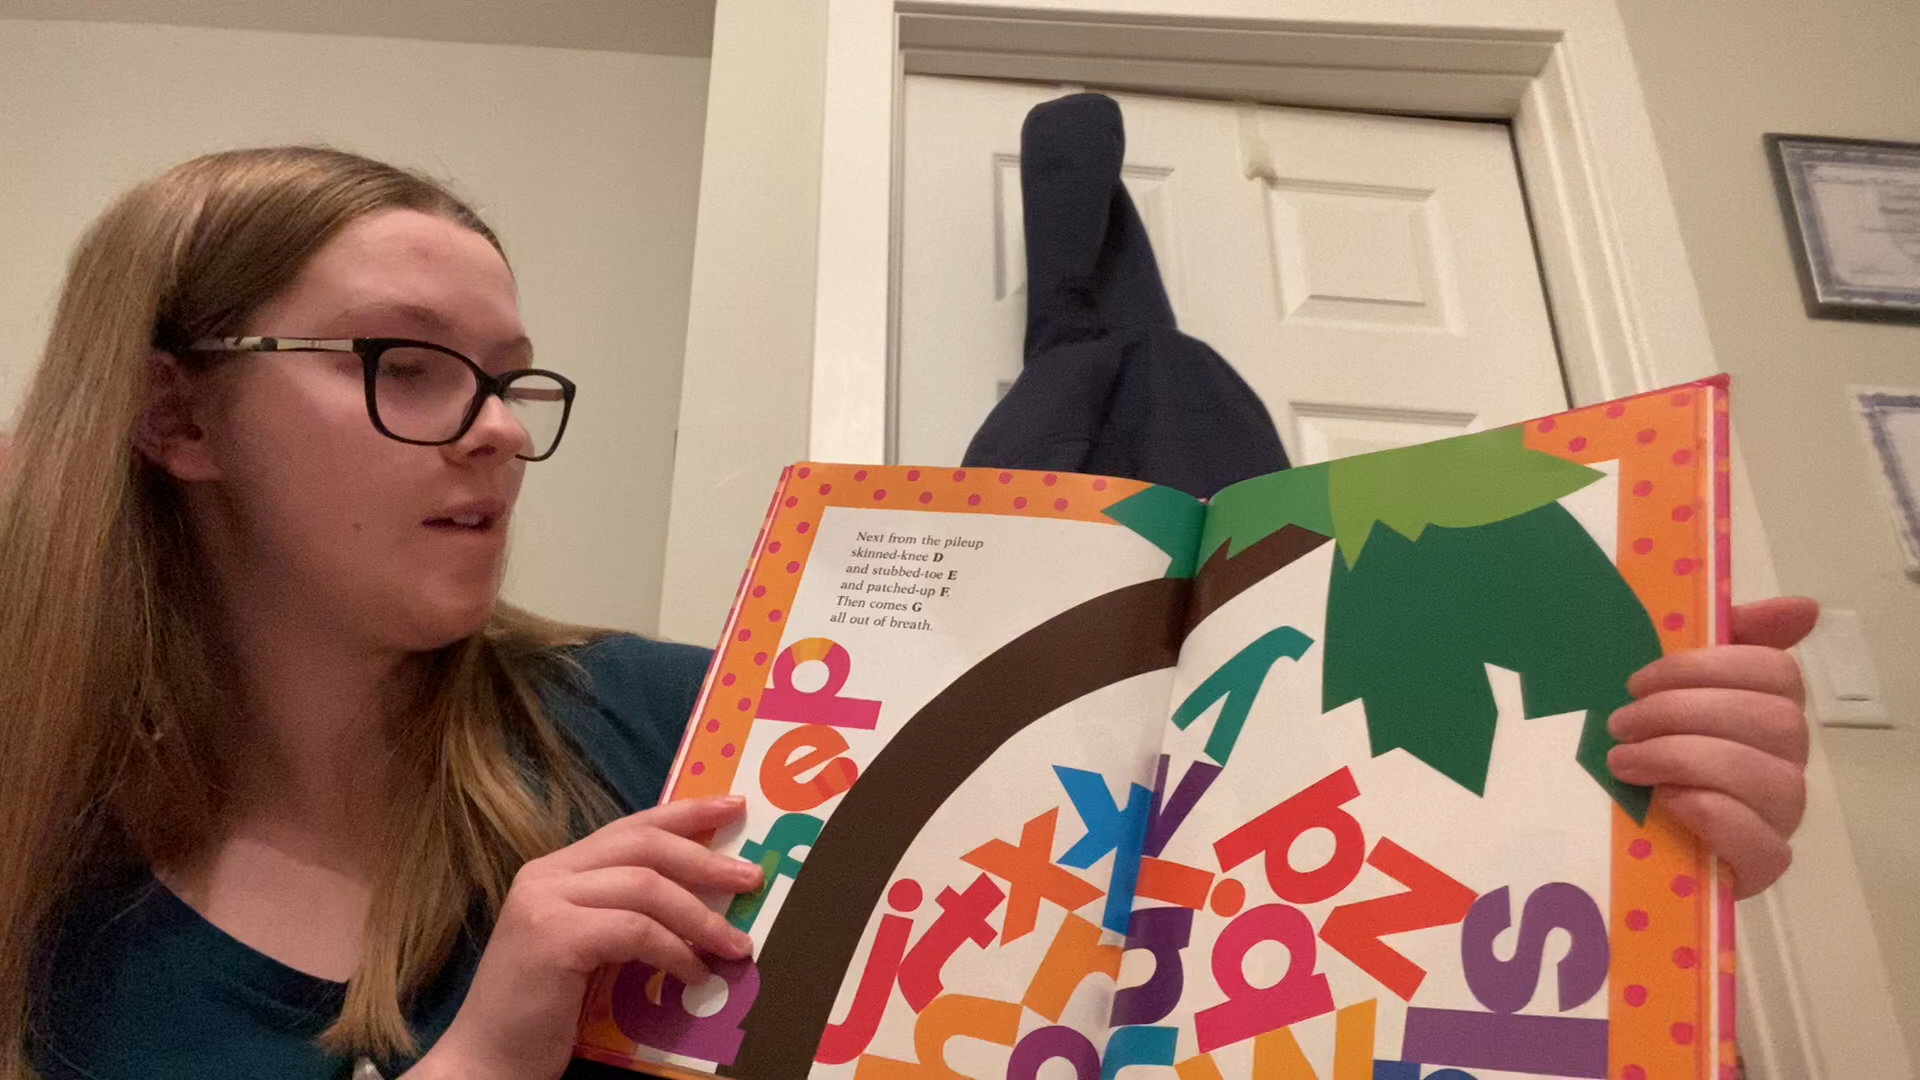 Next from the pileup
skinned-knee D
and stubbed-toe E
and patched-up F.
Then comes G
all out of breath.